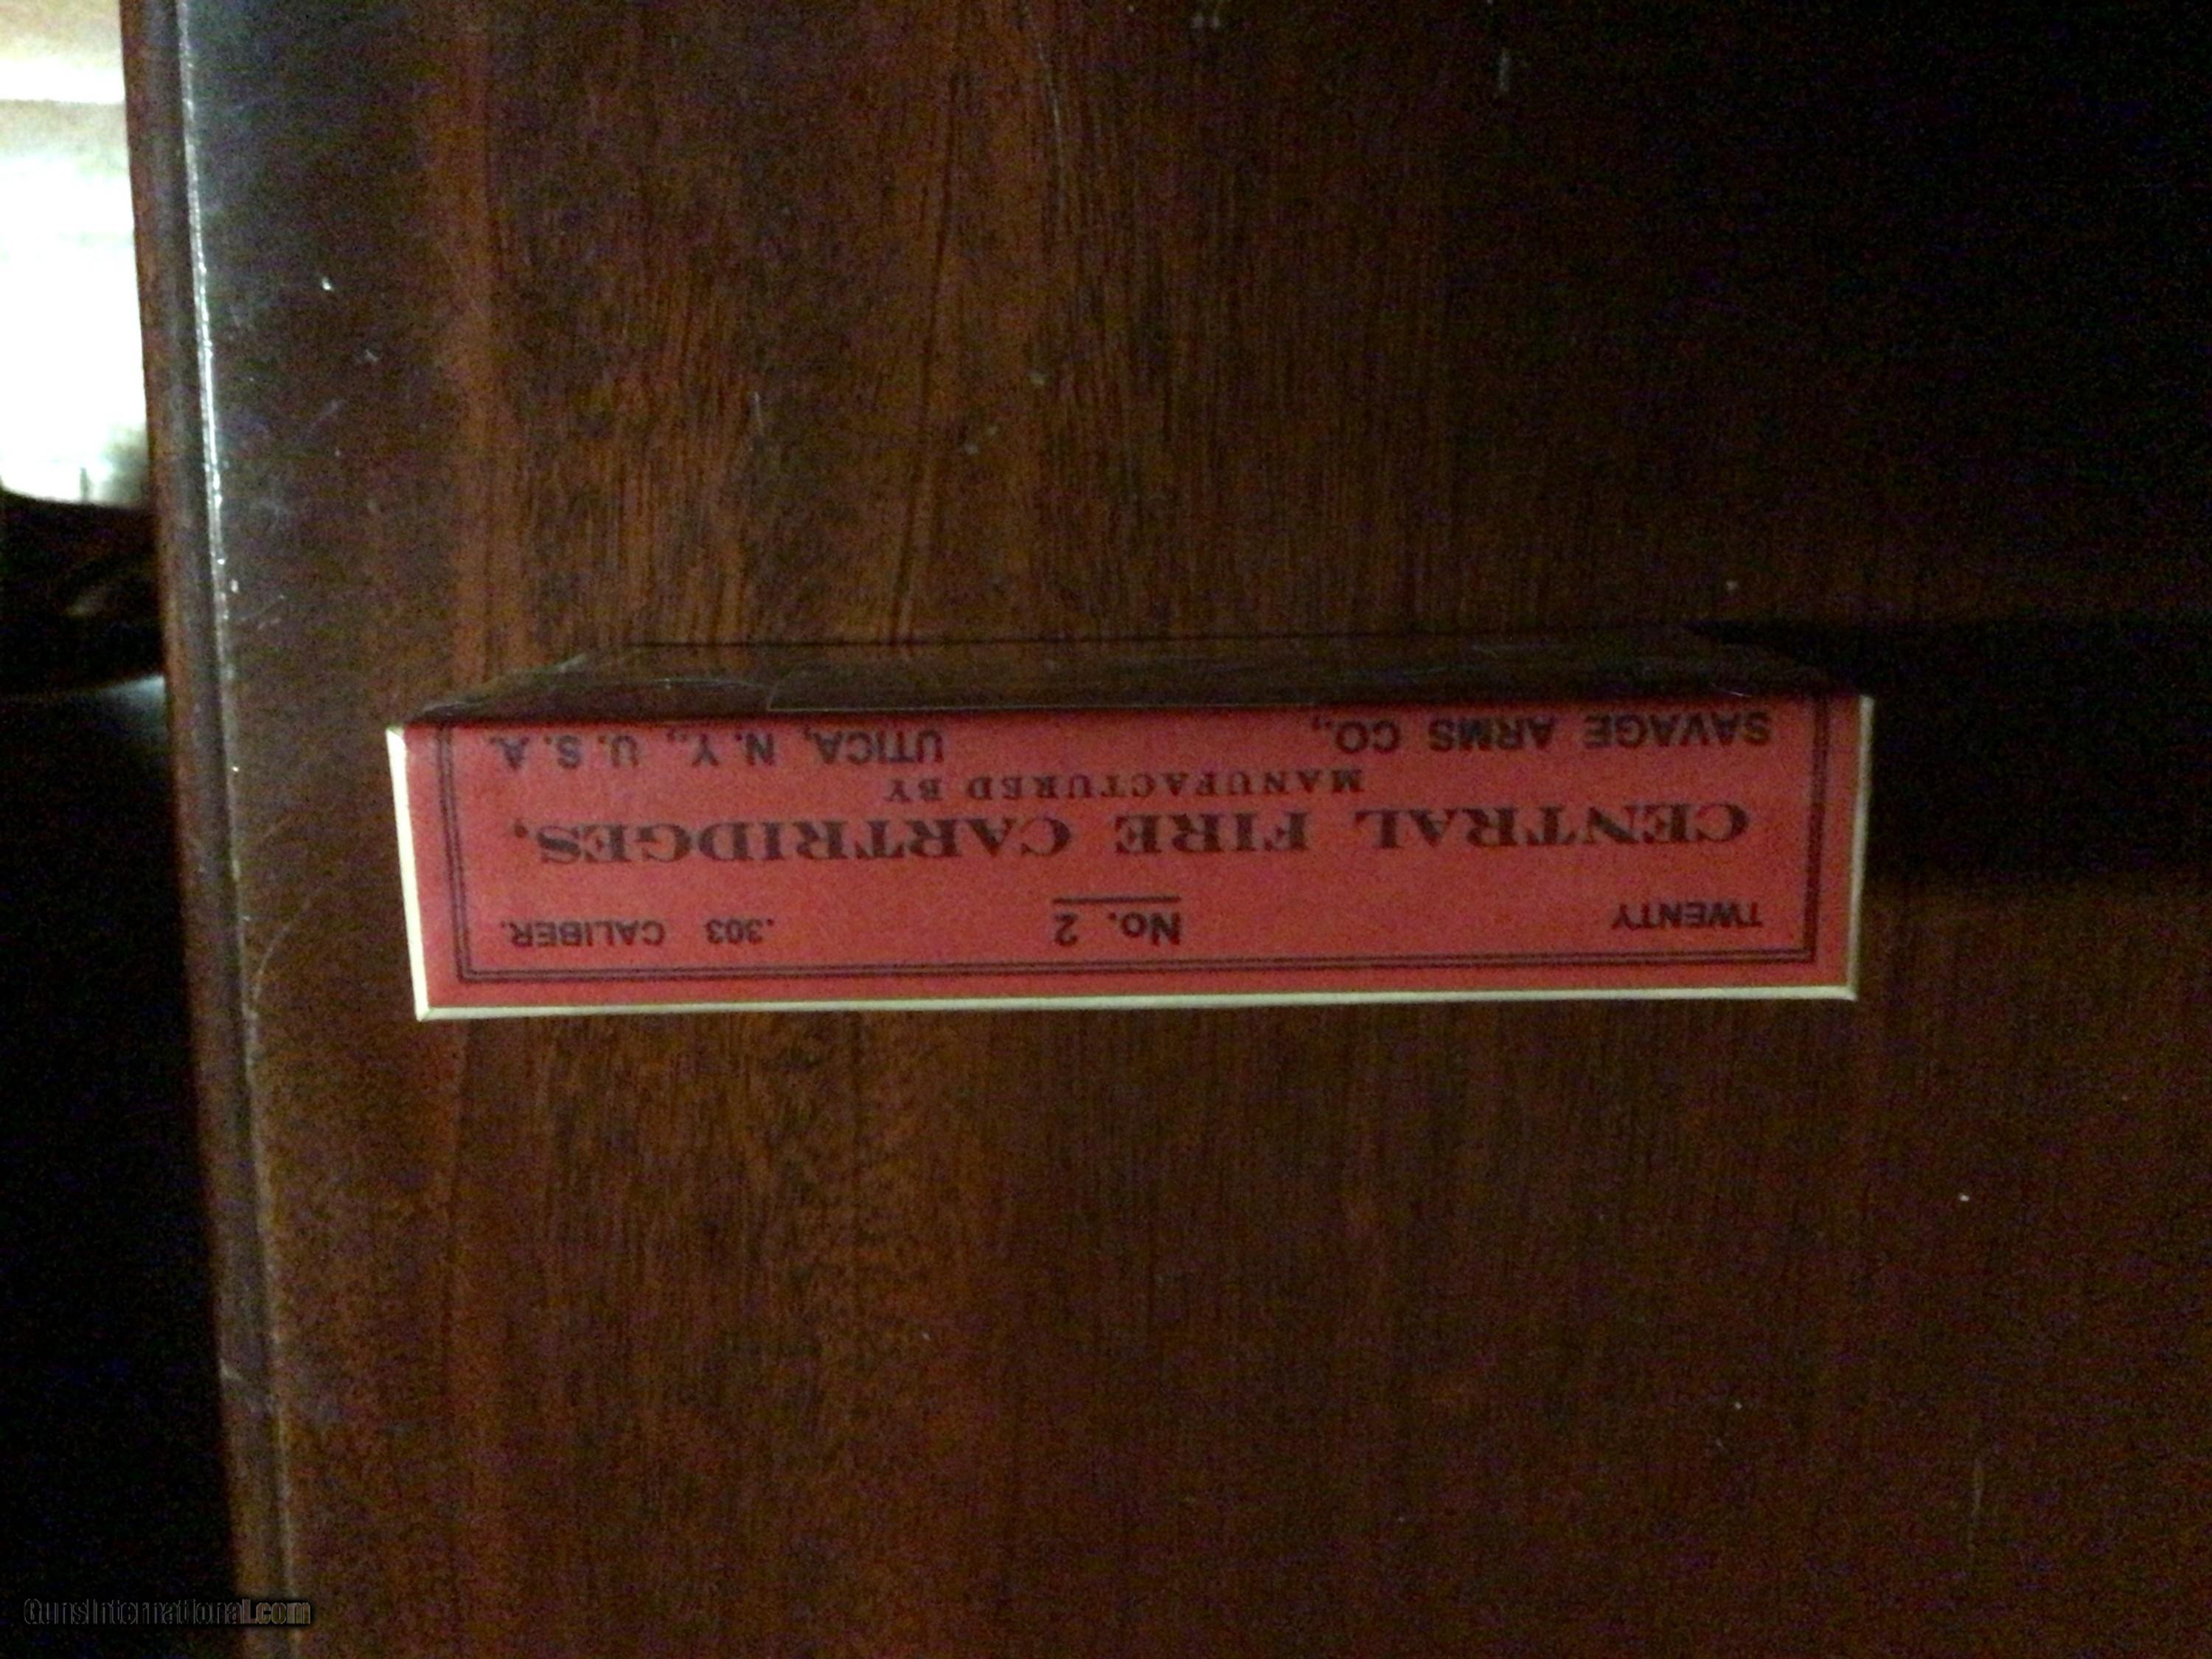 TWENTY No. 2 .303 CALIBER.
CENTRAL FIRE CARTRIDGES,
MANUFACTURED BY
SAVAGE ARMS CO., UTICA, N. Y., U. S. A.
GunsInternational.com